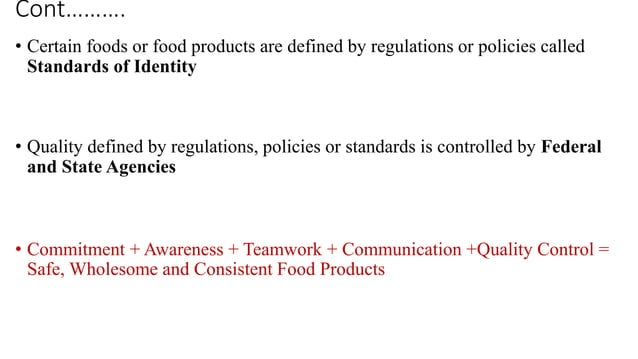 Cont……….
• Certain foods or food products are defined by regulations or policies called
Standards of Identity
• Quality defined by regulations, policies or standards is controlled by Federal
and State Agencies
• Commitment + Awareness + Teamwork + Communication +Quality Control =
Safe, Wholesome and Consistent Food Products